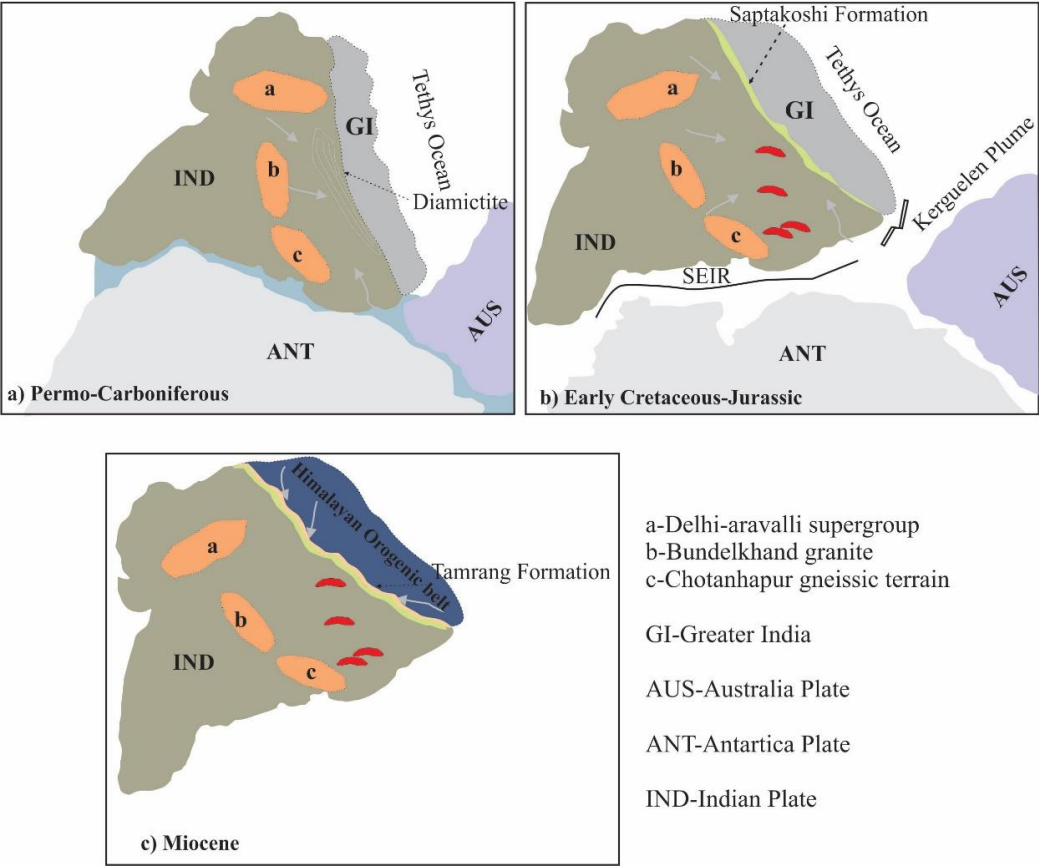 a
GI
Tethys Ocean
b
IND
Diamictite
c
AUS
ANT
a) Permo-Carboniferous
Saptakoshi Formation
a
GI
Tethys Ocean
b
Kerguelen Plume
IND
c
SEIR
AUS
ANT
b) Early Cretaceous-Jurassic
Himalayan Orogenic belt
a
Tamrang Formation
b
IND
c
c) Miocene
a-Delhi-aravalli supergroup
b-Bundelkhand granite
c-Chotanhapur gneissic terrain
GI-Greater India
AUS-Australia Plate
ANT-Antartica Plate
IND-Indian Plate